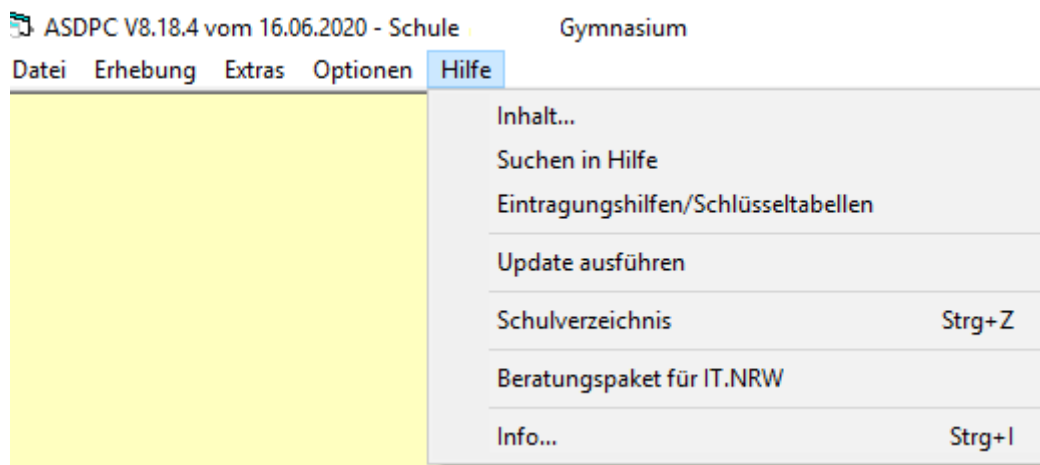 ASDPC V8.18.4 vom 16.06.2020 - Schule Gymnasium
Datei Erhebung Extras Optionen Hilfe
Inhalt...
Suchen in Hilfe
Eintragungshilfen/Schlüsseltabellen
Update ausführen
Schulverzeichnis Strg+Z
Beratungspaket für IT.NRW
Info... Strg+I